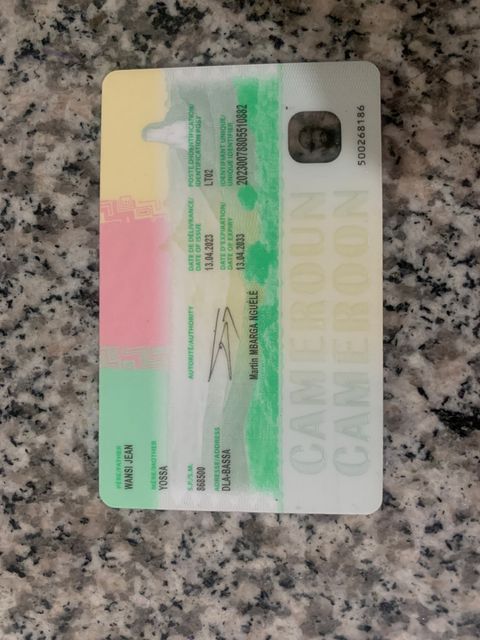 PÈRE/FATHER
WANSI JEAN
MÈRE/MOTHER
YOSSA
S.P./S.M.
868500
ADRESSE/ADDRESS
DLA-BASSA
AUTORITÉ/AUTHORITY
Martin MBARGA NGUÉLÉ
DATE DE DÉLIVRANCE/
DATE OF ISSUE
13.04.2023
DATE D'EXPIRATION/
DATE OF EXPIRY
13.04.2033
POSTE D'IDENTIFICATION/
IDENTIFICATION POST
LT02
IDENTIFIANT UNIQUE/
UNIQUE IDENTIFIER
20230078805510882
CAMEROUN
CAMEROON
500268186